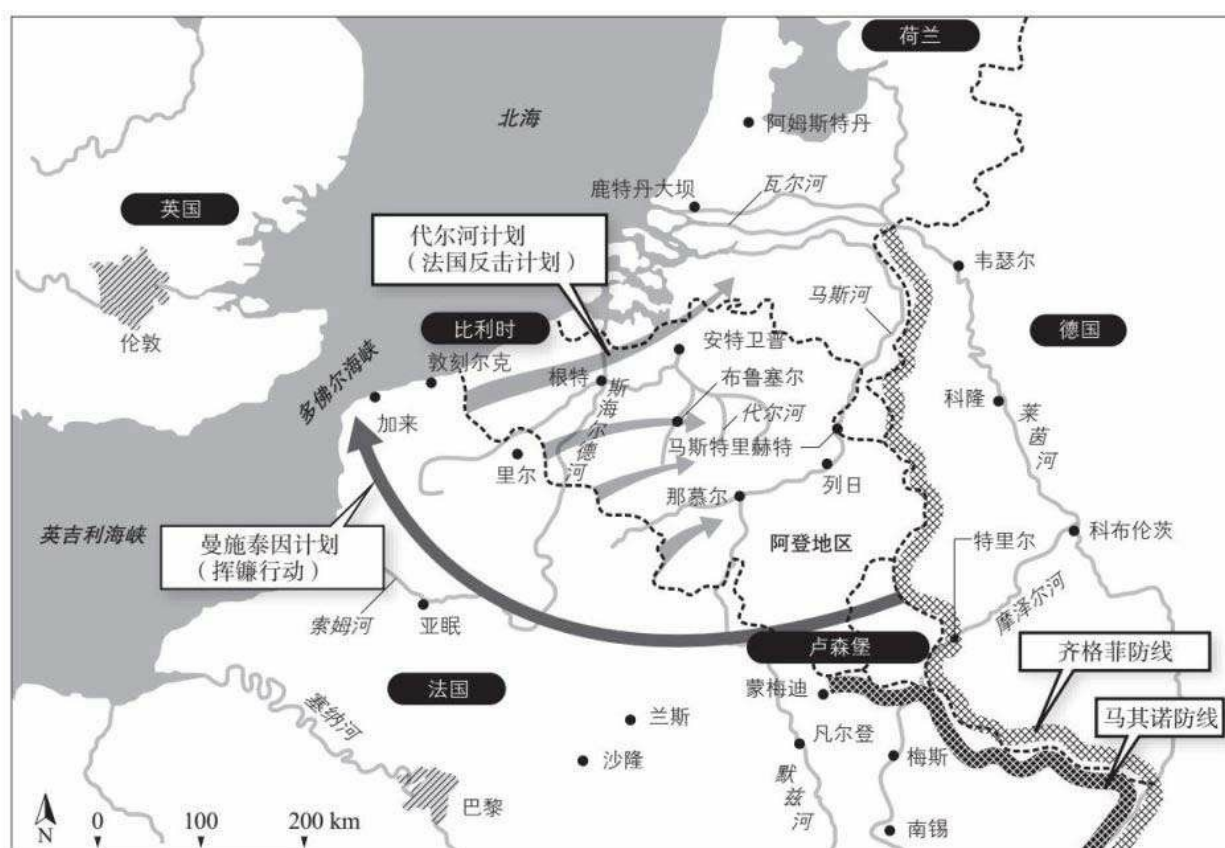 荷兰
北海
阿姆斯特丹
鹿特丹大坝
瓦尔河
英国
代尔河计划
（法国反击计划）
韦瑟尔
马斯河
比利时
德国
伦敦
多佛尔海峡
敦刻尔克
安特卫普
根特
斯海尔德河
布鲁塞尔
加来
代尔河
科隆
莱茵河
马斯特里赫特
里尔
列日
那慕尔
英吉利海峡
曼施泰因计划
（挥镰行动）
阿登地区
特里尔
科布伦茨
摩泽尔河
索姆河
亚眠
卢森堡
齐格菲防线
法国
蒙梅迪
马其诺防线
塞纳河
兰斯
凡尔登
沙隆
梅斯
默兹河
巴黎
N
0 100 200 km
南锡